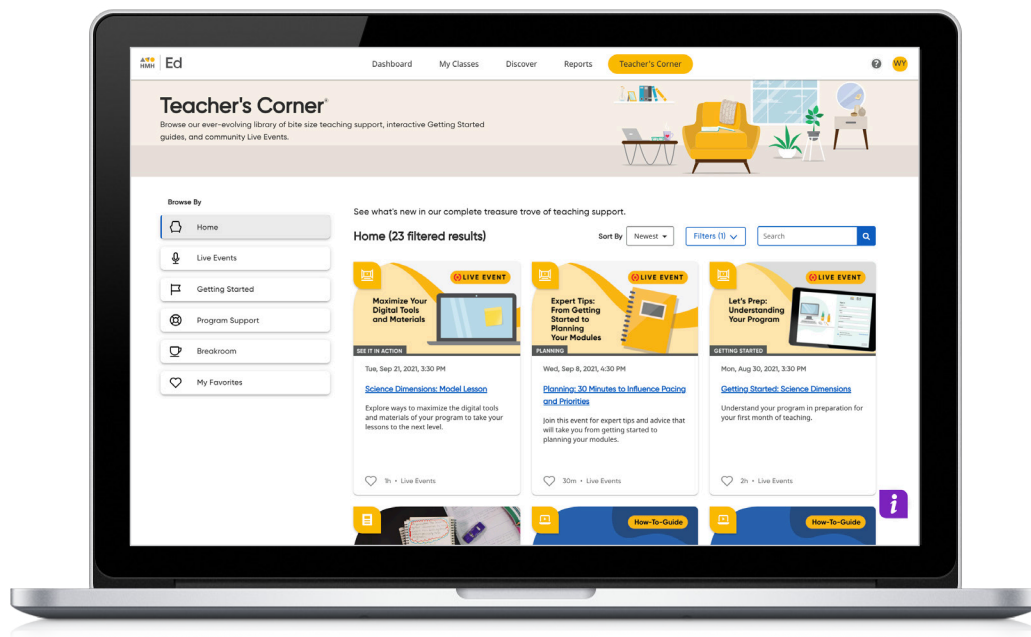 HMH Ed
Dashboard My Classes Discover Reports Teacher's Corner WY
Teacher's Corner®
Browse our ever-evolving library of bite size teaching support, interactive Getting Started
guides, and community Live Events.
Browse By
Home
Live Events
Getting Started
Program Support
Breakroom
My Favorites
See what's new in our complete treasure trove of teaching support.
Home (23 filtered results)
Sort By Newest Filters (1) Search
LIVE EVENT
Maximize Your
Digital Tools
and Materials
SEE IT IN ACTION
Tue, Sep 21, 2021, 3:30 PM
Science Dimensions: Model Lesson
Explore ways to maximize the digital tools
and materials of your program to take your
lessons to the next level.
1h • Live Events
LIVE EVENT
Expert Tips:
From Getting
Started to
Planning
Your Modules
PLANNING
Wed, Sep 8, 2021, 4:30 PM
Planning: 30 Minutes to Influence Pacing
and Priorities
Join this event for expert tips and advice that
will take you from getting started to
planning your modules.
30m • Live Events
LIVE EVENT
Let's Prep:
Understanding
Your Program
GETTING STARTED
Mon, Aug 30, 2021, 3:30 PM
Getting Started: Science Dimensions
Understand your program in preparation for
your first month of teaching.
2h • Live Events
i
How-To-Guide
How-To-Guide